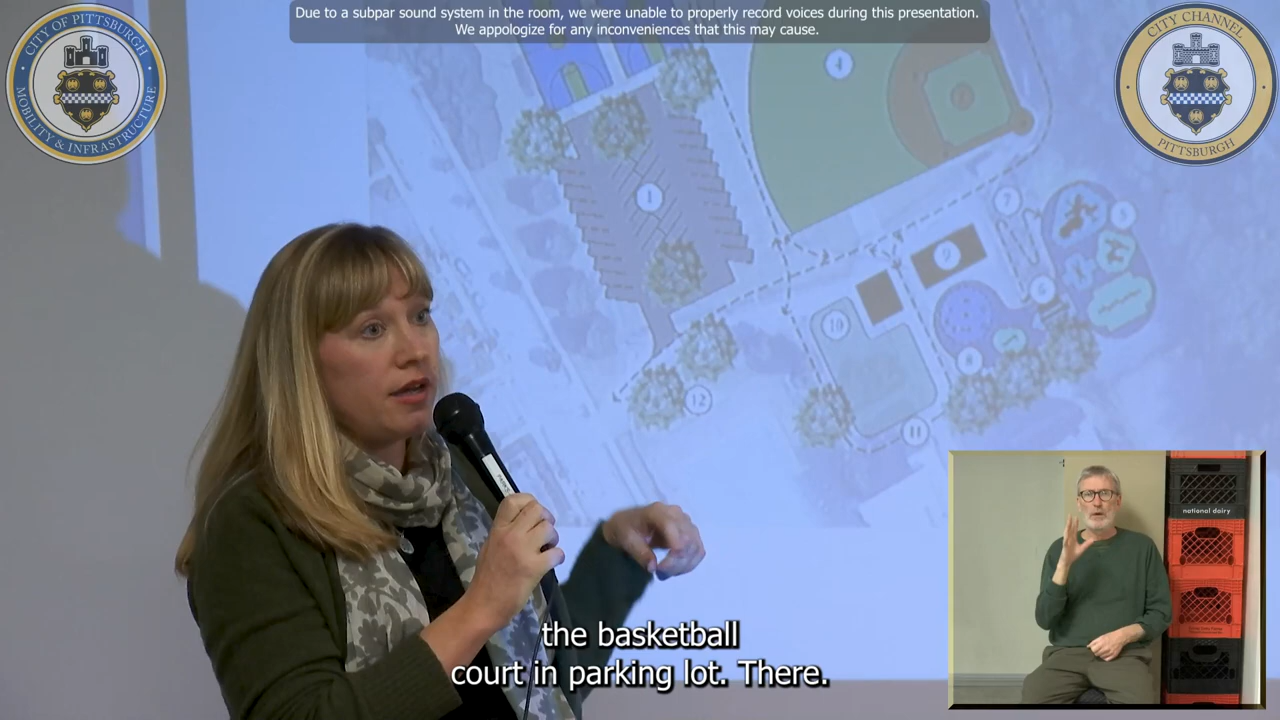 Due to a subpar sound system in the room, we were unable to properly record voices during this presentation.
We appologize for any inconveniences that this may cause.
CITY OF PITTSBURGH
MOBILITY & INFRASTRUCTURE
CITY CHANNEL
PITTSBURGH
4
1
7
5
9
6
10
8
12
11
national dairy
the basketball
court in parking lot. There.